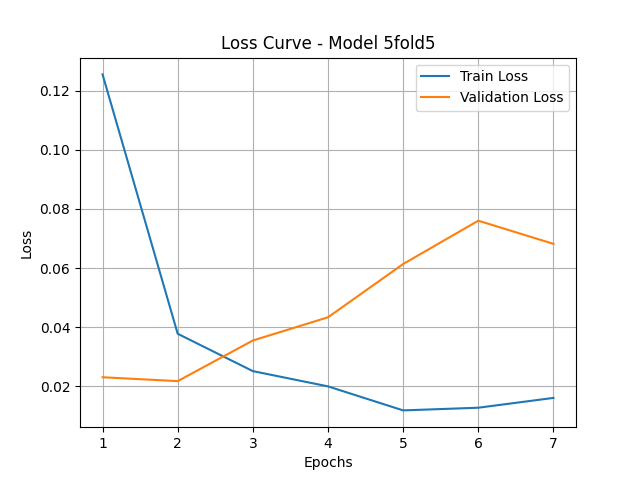 Loss Curve - Model 5fold5
Train Loss
Validation Loss
0.12
0.10
0.08
0.06
0.04
0.02
Loss
1 2 3 4 5 6 7
Epochs